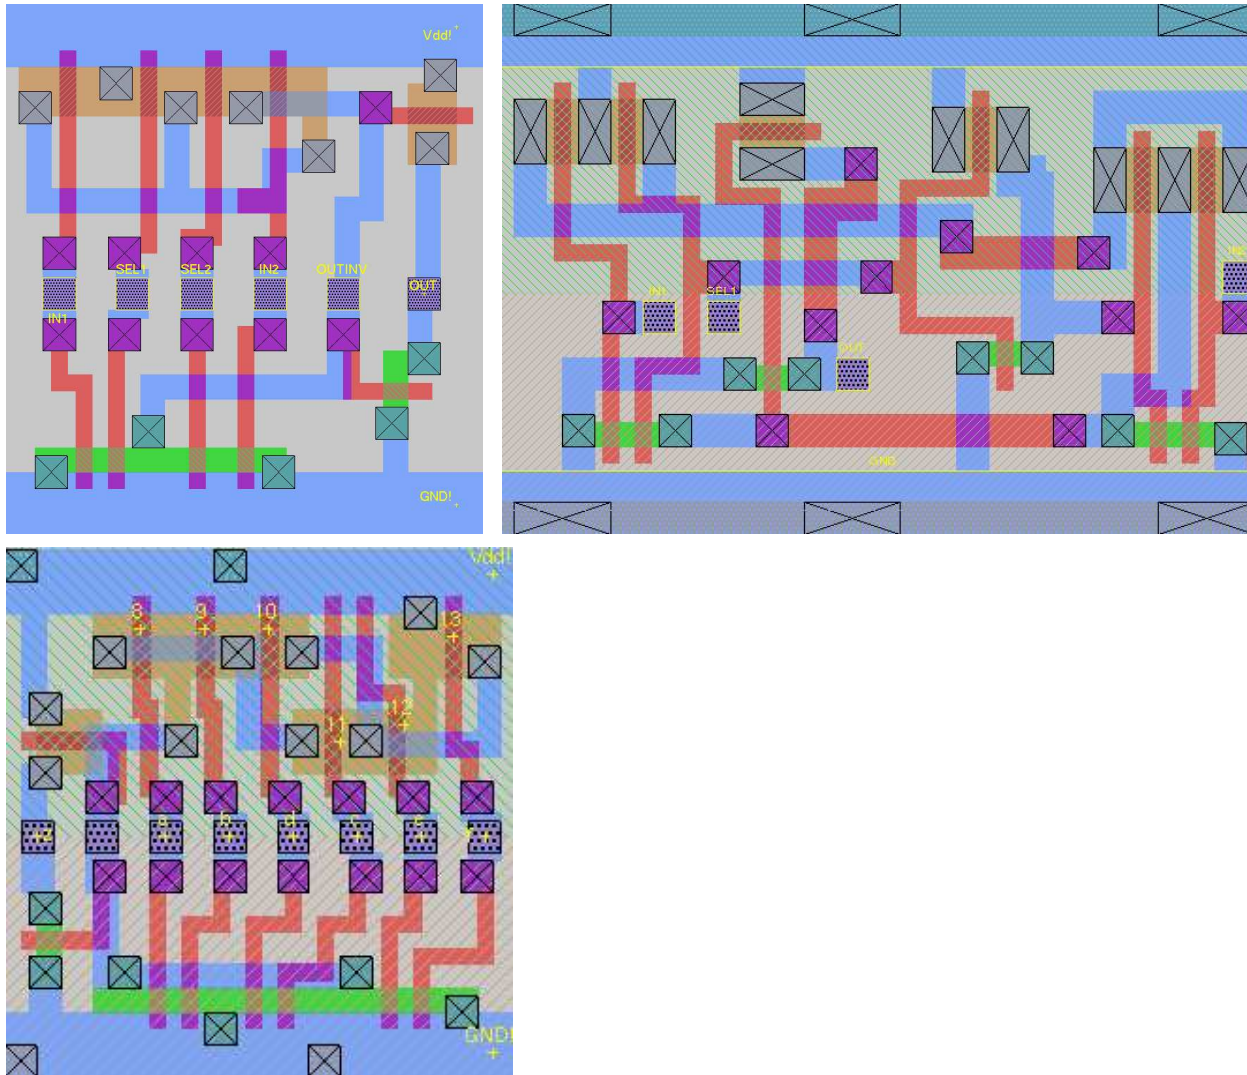 Vdd!
SEL1 SEL2 IN2 OUTINV
OUT
IN1
GND!
IN1 SEL1
OUT
GND
Vdd!
8 9 10 13
12
11
z a b d c e
GND!